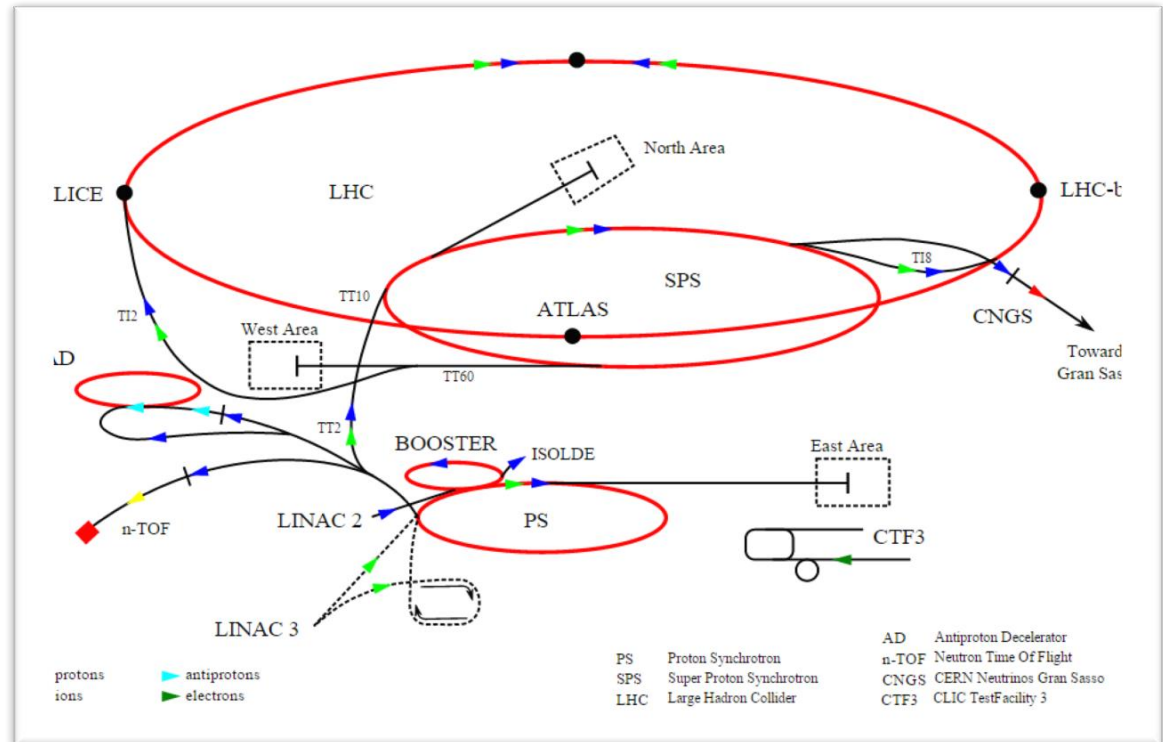 North Area
LICE
LHC
LHC-b
TI8
SPS
TT10
ATLAS
TI2
West Area
CNGS
AD
Toward
Gran Sas
TT60
TT2
BOOSTER
ISOLDE
East Area
LINAC 2
PS
n-TOF
CTF3
LINAC 3
protons
antiprotons
ions
electrons
PS Proton Synchrotron
SPS Super Proton Synchrotron
LHC Large Hadron Collider
AD Antiproton Decelerator
n-TOF Neutron Time Of Flight
CNGS CERN Neutrinos Gran Sasso
CTF3 CLIC TestFacility 3